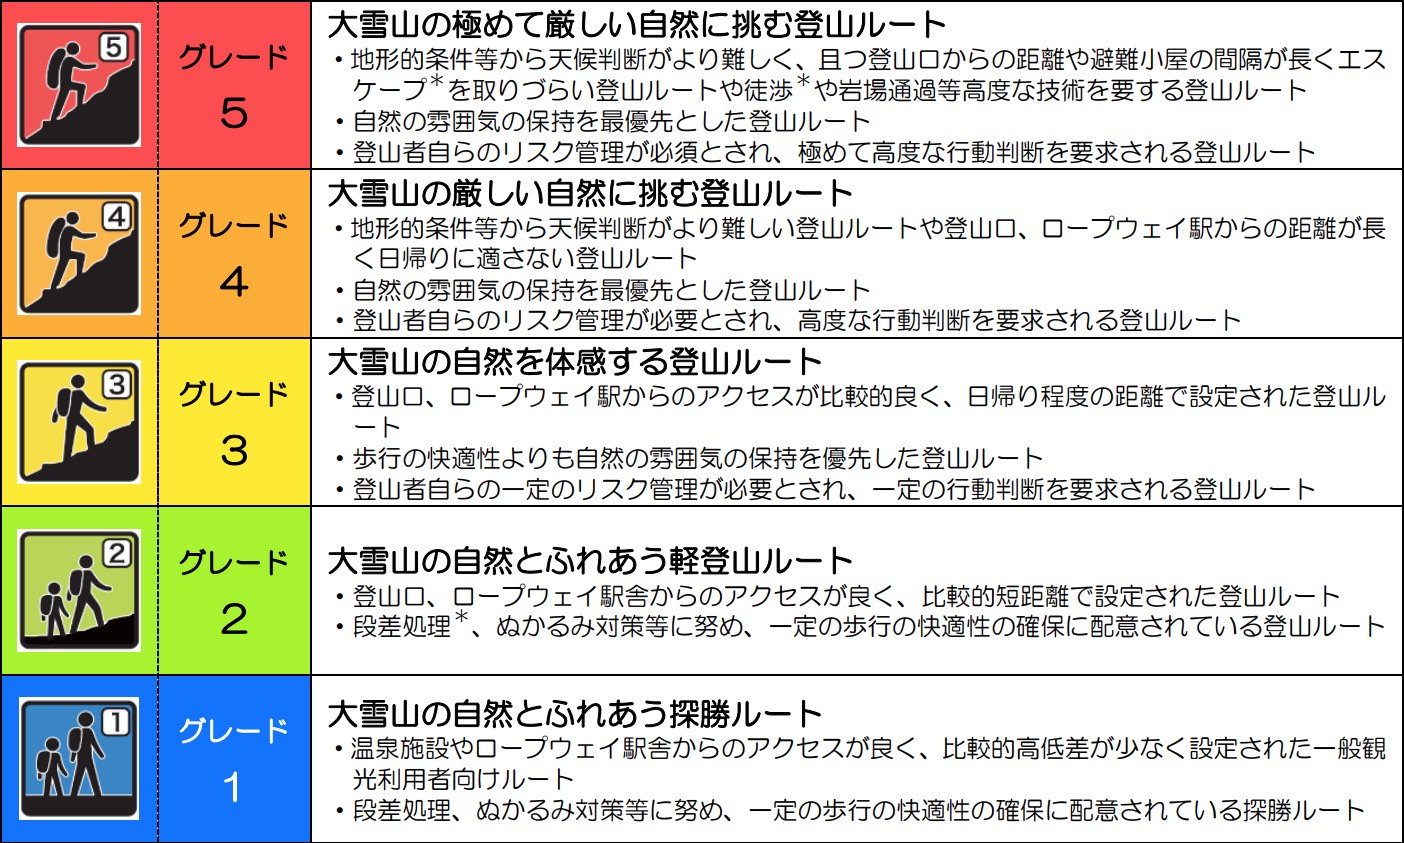 5
グレード
5
大雪山の極めて厳しい自然に挑む登山ルート
・地形的条件等から天候判断がより難しく、且つ登山口からの距離や避難小屋の間隔が長くエス
ケープ＊を取りづらい登山ルートや徒渉＊や岩場通過等高度な技術を要する登山ルート
・自然の雰囲気の保持を最優先とした登山ルート
・登山者自らのリスク管理が必須とされ、極めて高度な行動判断を要求される登山ルート
4
グレード
4
大雪山の厳しい自然に挑む登山ルート
・地形的条件等から天候判断がより難しい登山ルートや登山口、ロープウェイ駅からの距離が長
く日帰りに適さない登山ルート
・自然の雰囲気の保持を最優先とした登山ルート
・登山者自らのリスク管理が必要とされ、高度な行動判断を要求される登山ルート
3
グレード
3
大雪山の自然を体感する登山ルート
・登山口、ロープウェイ駅からのアクセスが比較的良く、日帰り程度の距離で設定された登山ル
ート
・歩行の快適性よりも自然の雰囲気の保持を優先した登山ルート
・登山者自らの一定のリスク管理が必要とされ、一定の行動判断を要求される登山ルート
2
グレード
2
大雪山の自然とふれあう軽登山ルート
・登山口、ロープウェイ駅舎からのアクセスが良く、比較的短距離で設定された登山ルート
・段差処理＊、ぬかるみ対策等に努め、一定の歩行の快適性の確保に配意されている登山ルート
1
グレード
1
大雪山の自然とふれあう探勝ルート
・温泉施設やロープウェイ駅舎からのアクセスが良く、比較的高低差が少なく設定された一般観
光利用者向けルート
・段差処理、ぬかるみ対策等に努め、一定の歩行の快適性の確保に配意されている探勝ルート